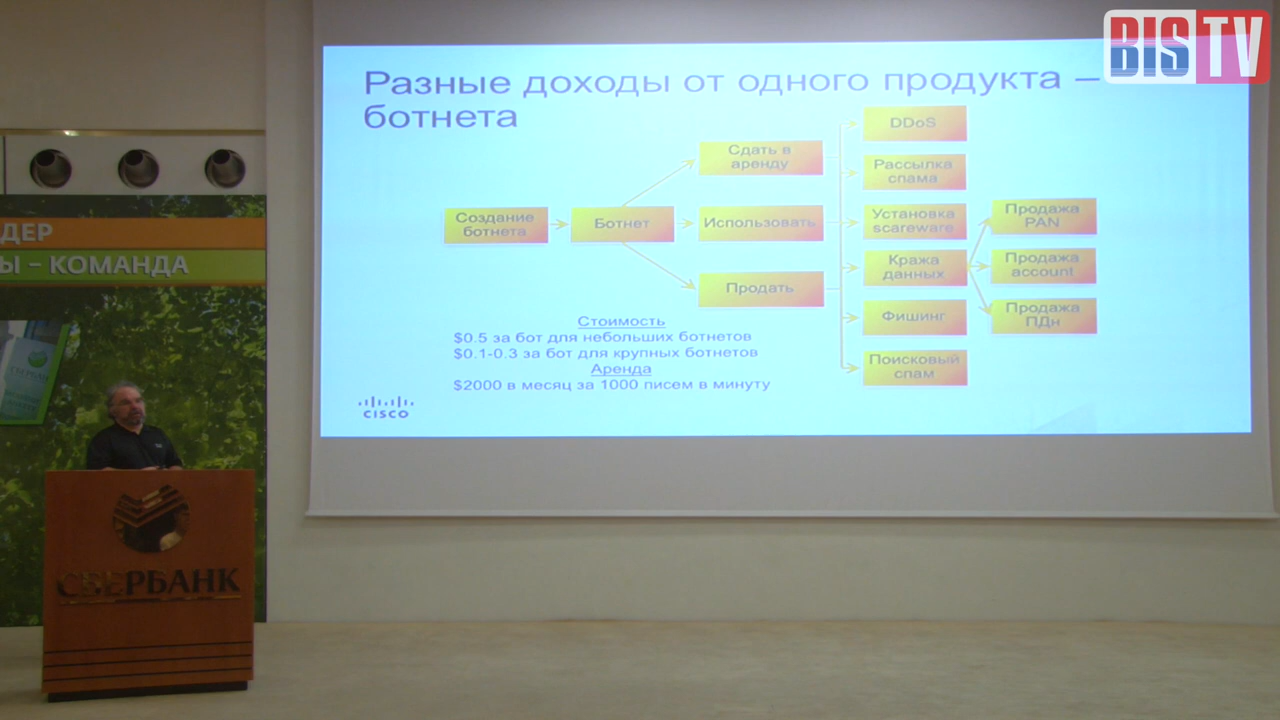 BISTV
Разные доходы от одного продукта –
ботнета
DDoS
Сдать в
аренду
Рассылка
спама
Создание
ботнета
Ботнет
Использовать
Установка
scareware
Продажа
PAN
Кража
данных
Продажа
account
Продать
Фишинг
Продажа
ПДн
Поисковый
спам
Стоимость
$0.5 за бот для небольших ботнетов
$0.1-0.3 за бот для крупных ботнетов
Аренда
$2000 в месяц за 1000 писем в минуту
CISCO
ДЕР
Ы – КОМАНДА
СБЕРБАНК